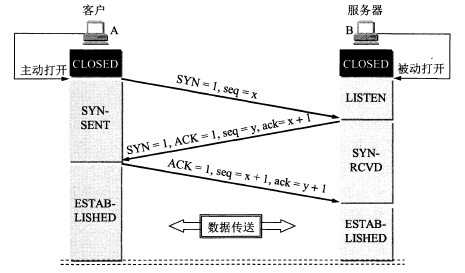 客户
服务器
A
B
主动打开
CLOSED
CLOSED
被动打开
SYN = 1, seq = x
LISTEN
SYN-
SENT
SYN = 1, ACK = 1, seq = y, ack= x + 1
SYN-
RCVD
ACK = 1, seq = x + 1, ack = y + 1
ESTAB-
LISHED
数据传送
ESTAB-
LISHED